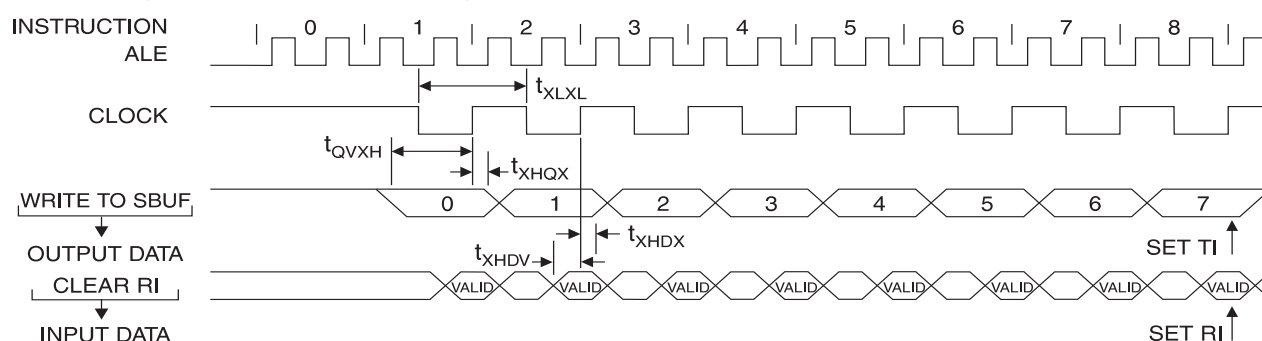 INSTRUCTION 0 1 2 3 4 5 6 7 8
ALE
tXLXL
CLOCK
tQVXH
tXHQX
WRITE TO SBUF 0 1 2 3 4 5 6 7
tXHDX
OUTPUT DATA SET TI
tXHDV
CLEAR RI VALID VALID VALID VALID VALID VALID VALID VALID
INPUT DATA SET RI